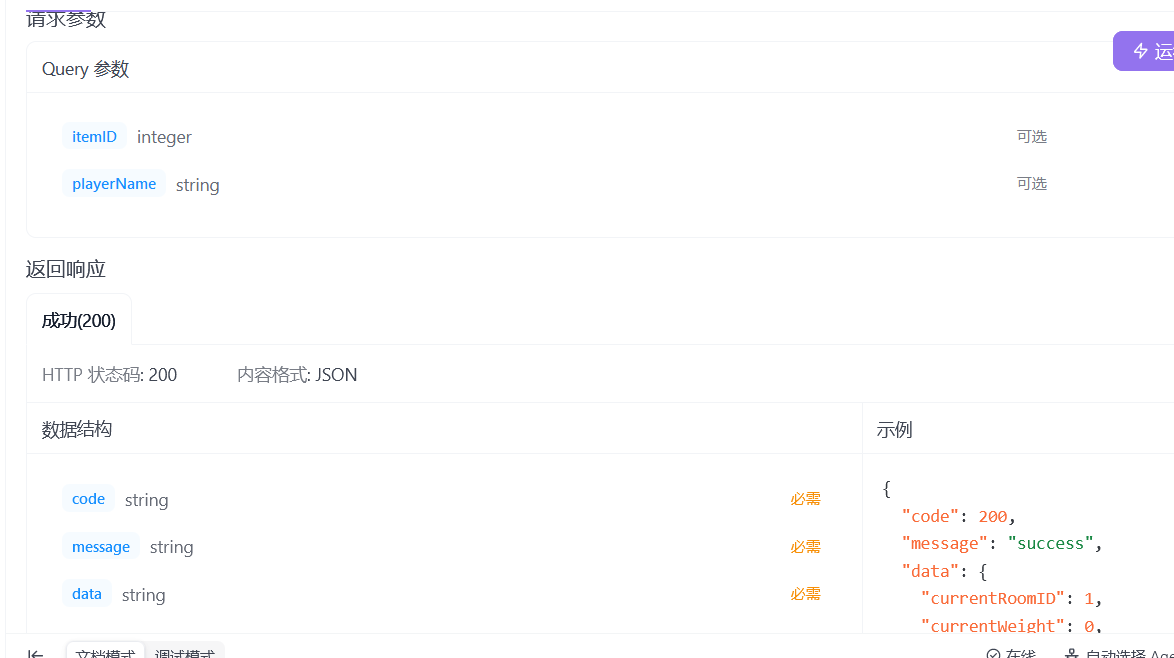 请求参数
运
Query 参数
itemID integer 可选
playerName string 可选
返回响应
成功(200)
HTTP 状态码: 200 内容格式: JSON
数据结构 示例
code string 必需
message string 必需
data string 必需
{
"code": 200,
"message": "success",
"data": {
"currentRoomID": 1,
"currentWeight": 0,
文档模式 调试模式 在线 自动选择 Age